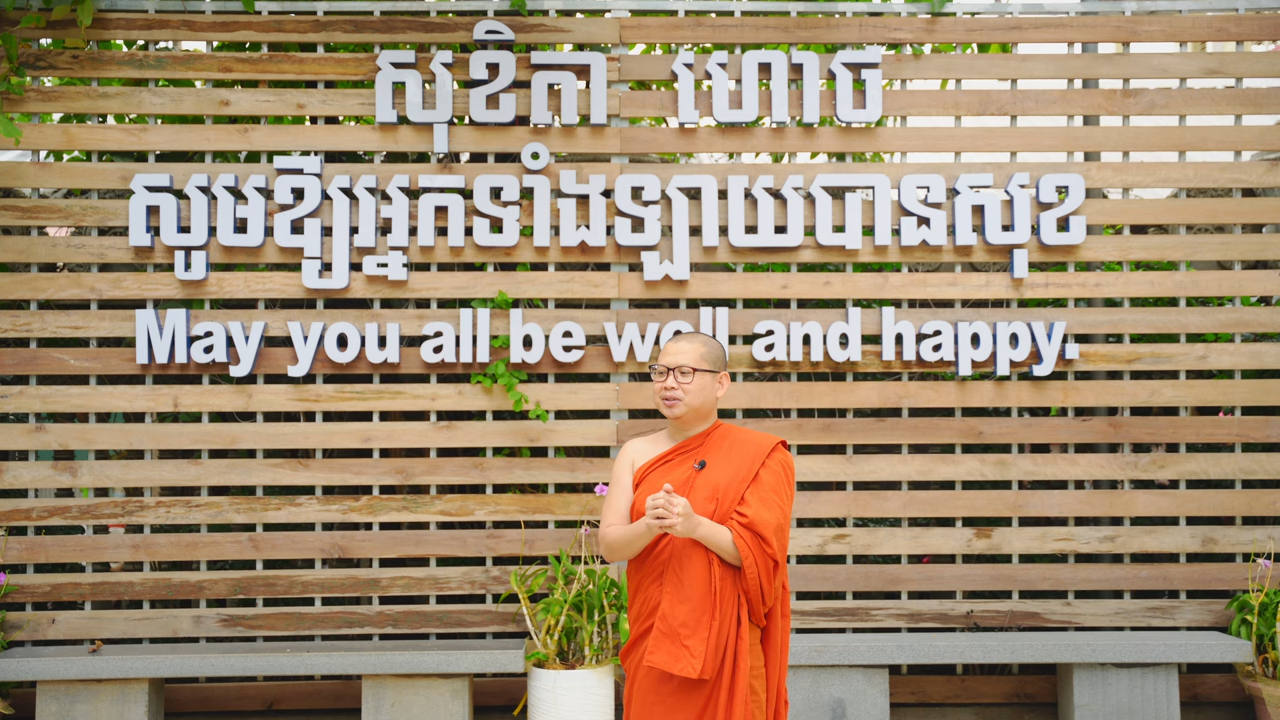 សុខិតា ហោថ
សូមឱ្យអ្នកទាំងឡាយបានសុខ
May you all be well and happy.